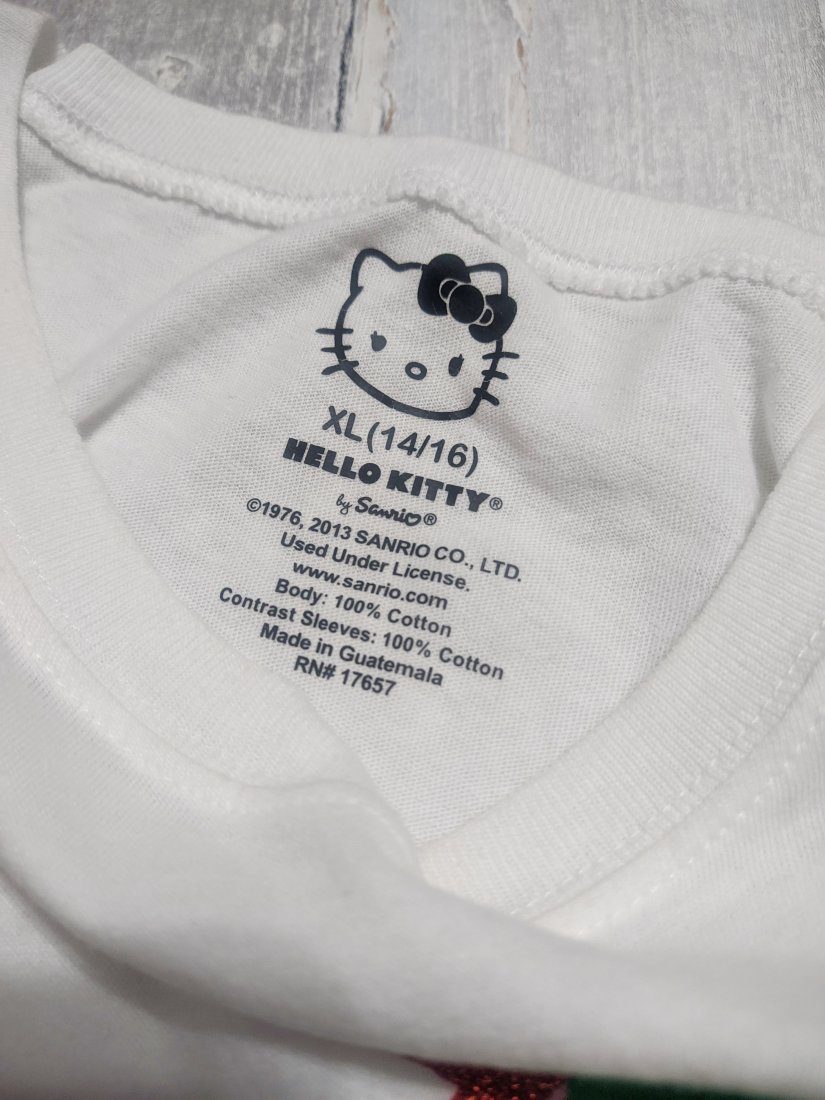 XL(14/16)
HELLO KITTY®
by Sanrio®
©1976, 2013 SANRIO CO., LTD.
Used Under License.
www.sanrio.com
Body: 100% Cotton
Contrast Sleeves: 100% Cotton
Made in Guatemala
RN# 17657